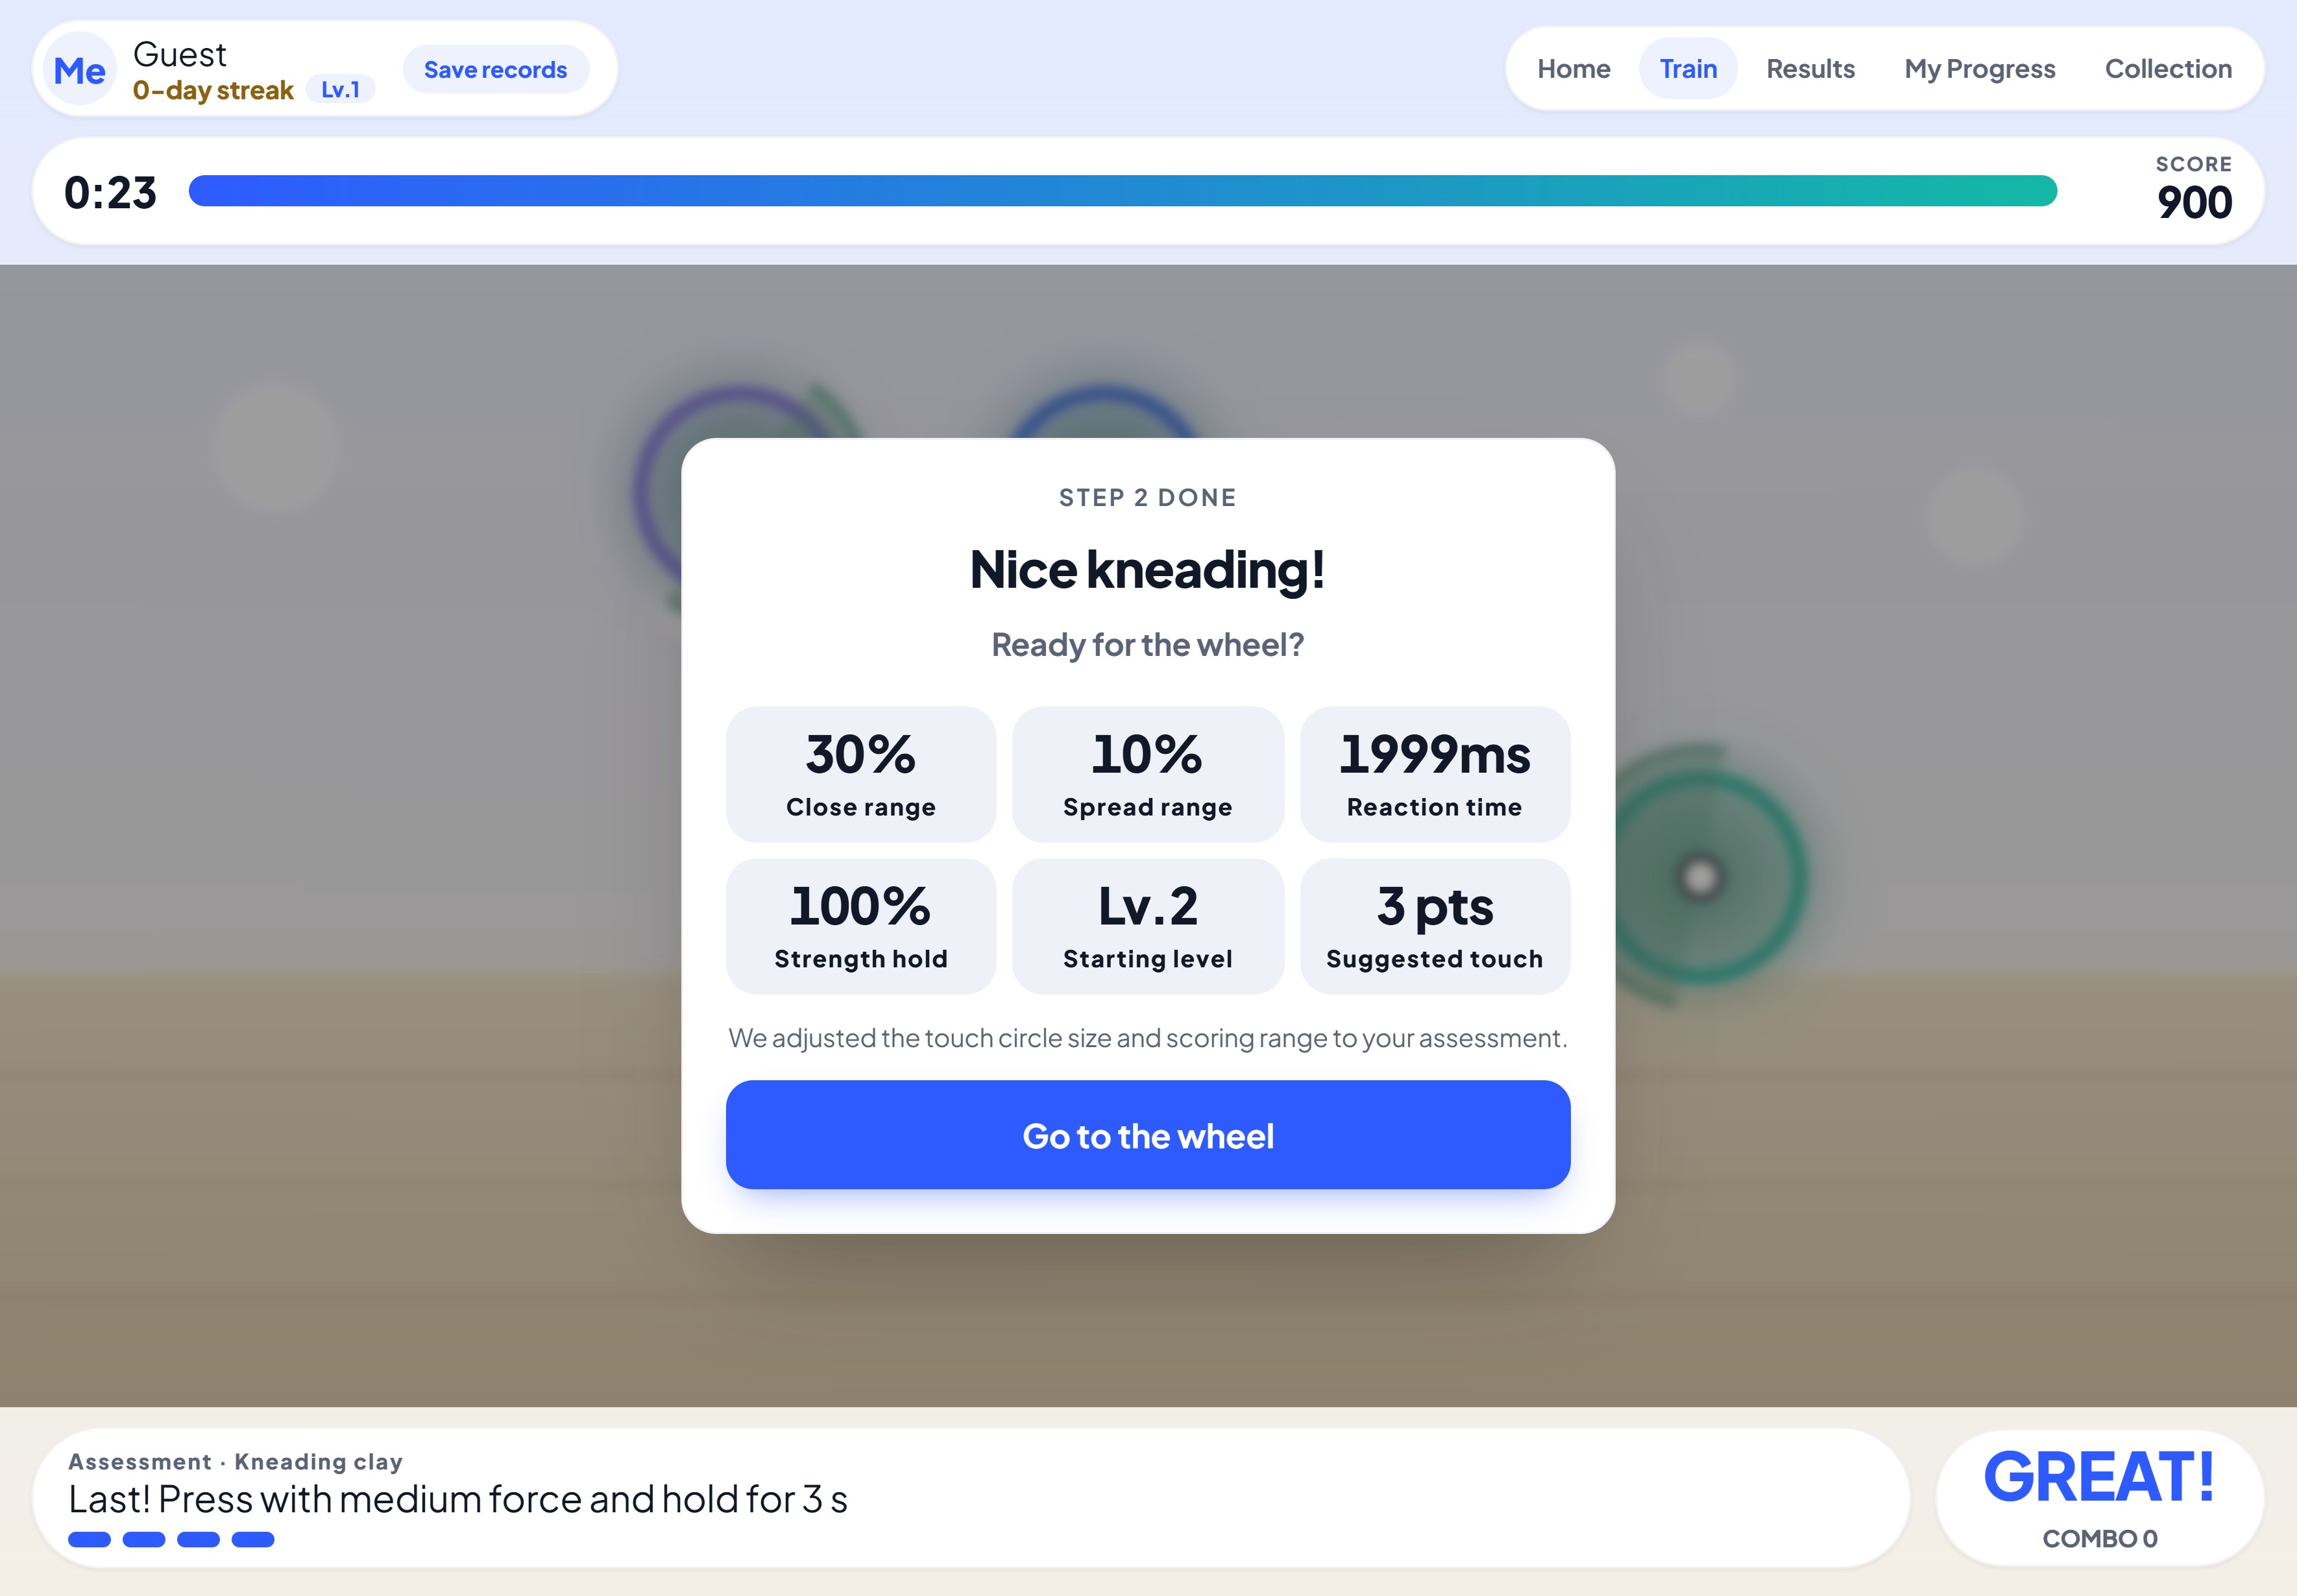 Me
Guest
0-day streak Lv.1
Save records
Home Train Results My Progress Collection
0:23
SCORE
900
STEP 2 DONE
Nice kneading!
Ready for the wheel?
30% 10% 1999ms
Close range Spread range Reaction time
100% Lv.2 3 pts
Strength hold Starting level Suggested touch
We adjusted the touch circle size and scoring range to your assessment.
Go to the wheel
Assessment · Kneading clay
Last! Press with medium force and hold for 3 s
GREAT!
COMBO 0